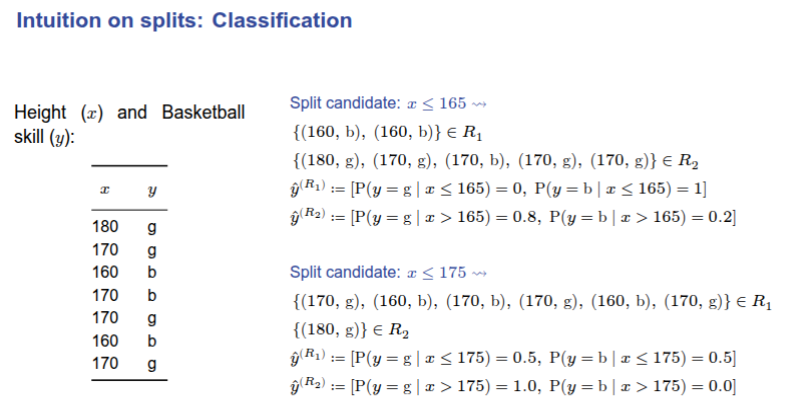 Intuition on splits: Classification
Height (x) and Basketball
skill (y):
x y
180 g
170 g
160 b
170 b
170 g
160 b
170 g
Split candidate: x ≤ 165 ⇝
{(160, b), (160, b)} ∈ R₁
{(180, g), (170, g), (170, b), (170, g), (170, g)} ∈ R₂
ŷ^(R₁) := [P(y = g | x ≤ 165) = 0, P(y = b | x ≤ 165) = 1]
ŷ^(R₂) := [P(y = g | x > 165) = 0.8, P(y = b | x > 165) = 0.2]
Split candidate: x ≤ 175 ⇝
{(170, g), (160, b), (170, b), (170, g), (160, b), (170, g)} ∈ R₁
{(180, g)} ∈ R₂
ŷ^(R₁) := [P(y = g | x ≤ 175) = 0.5, P(y = b | x ≤ 175) = 0.5]
ŷ^(R₂) := [P(y = g | x > 175) = 1.0, P(y = b | x > 175) = 0.0]